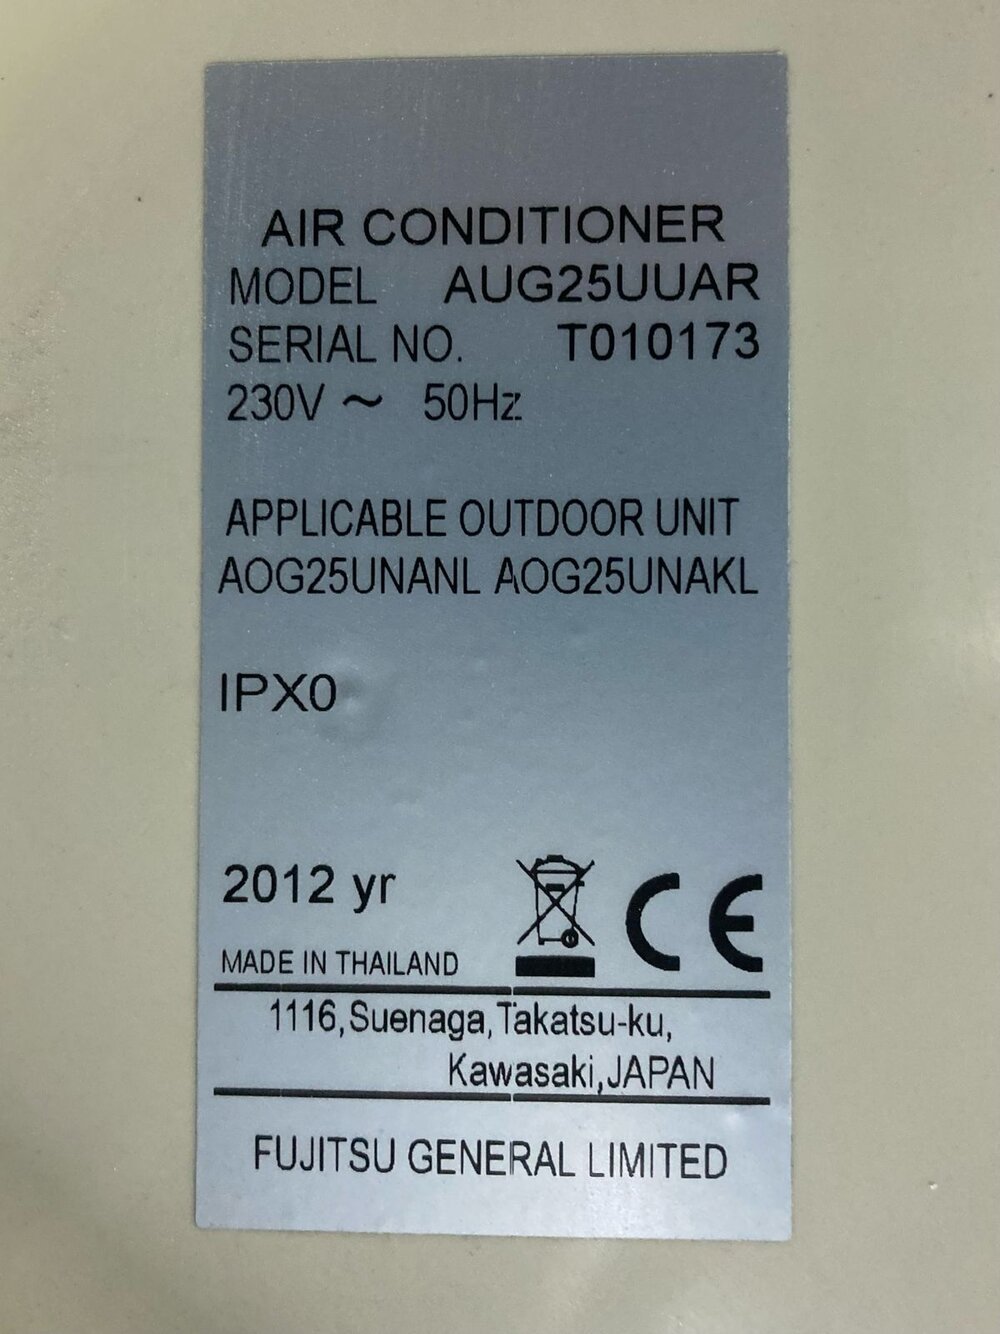 AIR CONDITIONER
MODEL AUG25UUAR
SERIAL NO. T010173
230V ~ 50Hz
APPLICABLE OUTDOOR UNIT
AOG25UNANL AOG25UNAKL
IPX0
2012 yr
CE
MADE IN THAILAND
1116,Suenaga,Takatsu-ku,
Kawasaki,JAPAN
FUJITSU GENERAL LIMITED